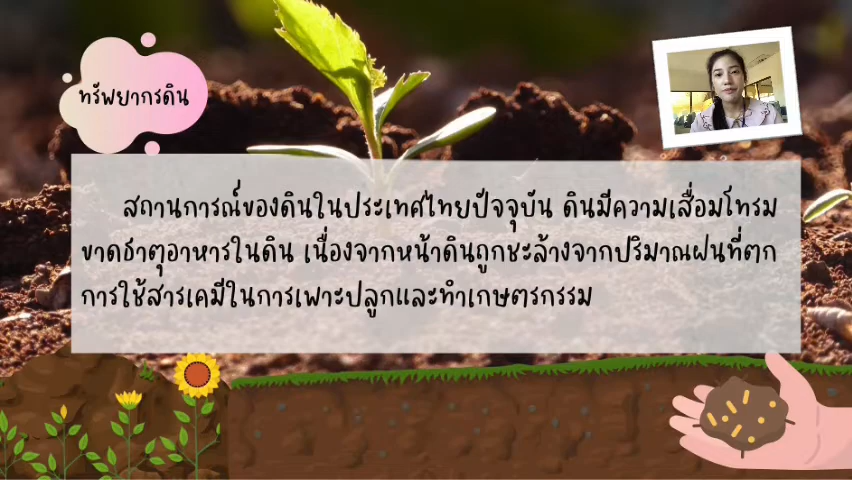 ทรัพยากรดิน
สถานการณ์ของดินในประเทศไทยปัจจุบัน ดินมีความเสื่อมโทรม
ขาดธาตุอาหารในดิน เนื่องจากหน้าดินถูกชะล้างจากปริมาณฝนที่ตก
การใช้สารเคมีในการเพาะปลูกและทำเกษตรกรรม